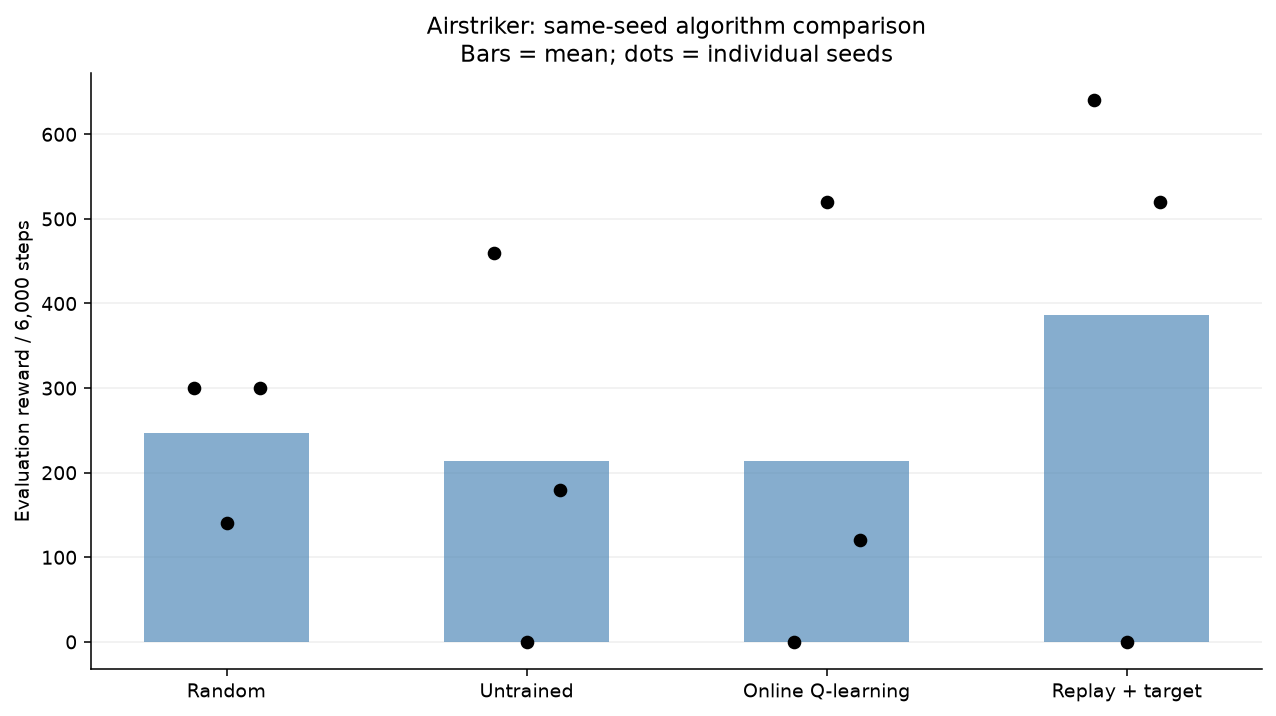 Airstriker: same-seed algorithm comparison
Bars = mean; dots = individual seeds
Evaluation reward / 6,000 steps
600
500
400
300
200
100
0
Random
Untrained
Online Q-learning
Replay + target